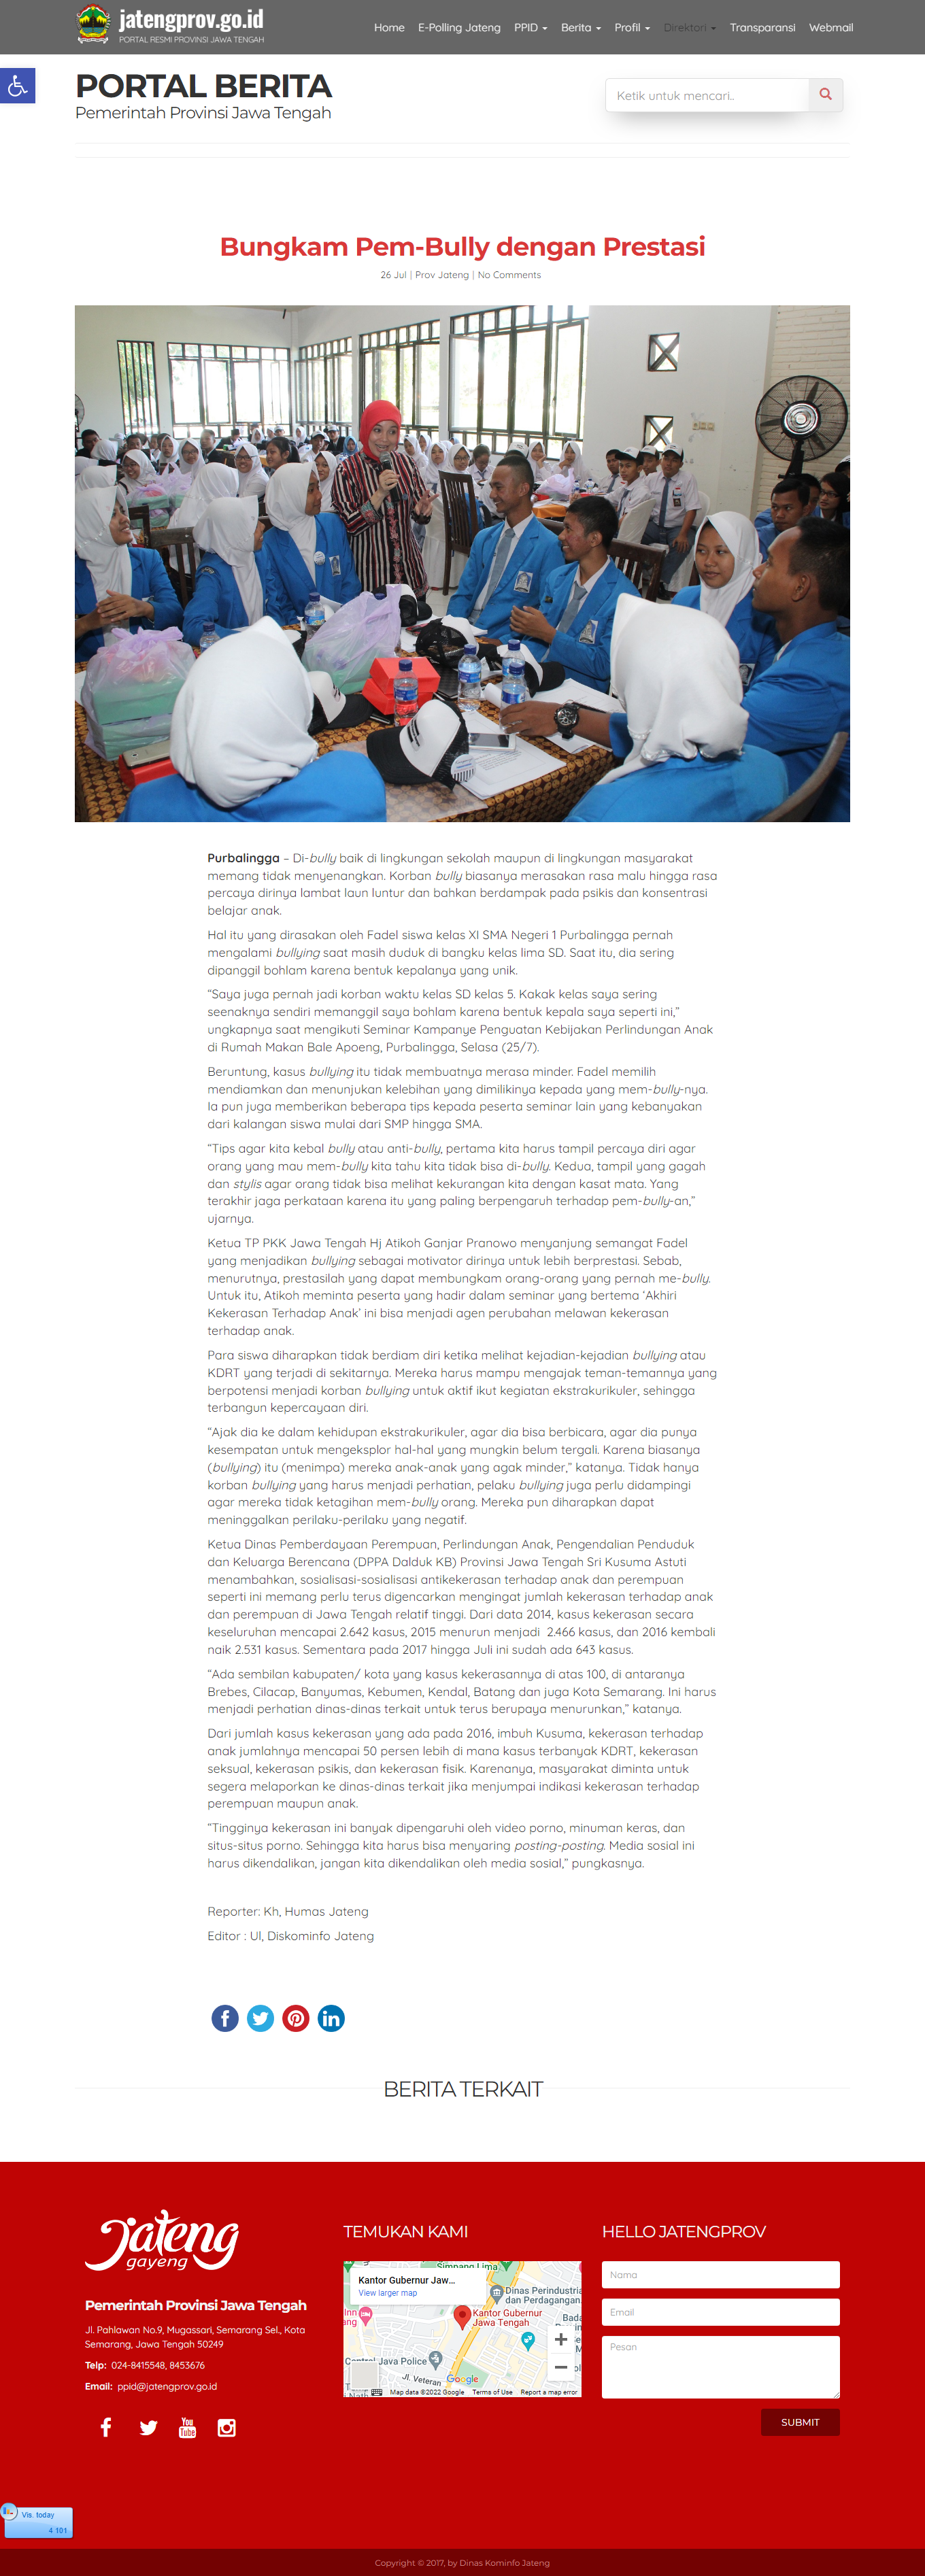 jatengprov.go.id
PORTAL RESMI PROVINSI JAWA TENGAH
Home E-Polling Jateng PPID Berita Profil Direktori Transparansi Webmail
PORTAL BERITA
Pemerintah Provinsi Jawa Tengah
Ketik untuk mencari..
Bungkam Pem-Bully dengan Prestasi
26 Jul | Prov Jateng | No Comments
Purbalingga – Di-bully baik di lingkungan sekolah maupun di lingkungan masyarakat
memang tidak menyenangkan. Korban bully biasanya merasakan rasa malu hingga rasa
percaya dirinya lambat laun luntur dan bahkan berdampak pada psikis dan konsentrasi
belajar anak.
Hal itu yang dirasakan oleh Fadel siswa kelas XI SMA Negeri 1 Purbalingga pernah
mengalami bullying saat masih duduk di bangku kelas lima SD. Saat itu, dia sering
dipanggil bohlam karena bentuk kepalanya yang unik.
“Saya juga pernah jadi korban waktu kelas SD kelas 5. Kakak kelas saya sering
seenaknya sendiri memanggil saya bohlam karena bentuk kepala saya seperti ini,”
ungkapnya saat mengikuti Seminar Kampanye Penguatan Kebijakan Perlindungan Anak
di Rumah Makan Bale Apoeng, Purbalingga, Selasa (25/7).
Beruntung, kasus bullying itu tidak membuatnya merasa minder. Fadel memilih
mendiamkan dan menunjukan kelebihan yang dimilikinya kepada yang mem-bully-nya.
Ia pun juga memberikan beberapa tips kepada peserta seminar lain yang kebanyakan
dari kalangan siswa mulai dari SMP hingga SMA.
“Tips agar kita kebal bully atau anti-bully, pertama kita harus tampil percaya diri agar
orang yang mau mem-bully kita tahu kita tidak bisa di-bully. Kedua, tampil yang gagah
dan stylis agar orang tidak bisa melihat kekurangan kita dengan kasat mata. Yang
terakhir jaga perkataan karena itu yang paling berpengaruh terhadap pem-bully-an,”
ujarnya.
Ketua TP PKK Jawa Tengah Hj Atikoh Ganjar Pranowo menyanjung semangat Fadel
yang menjadikan bullying sebagai motivator dirinya untuk lebih berprestasi. Sebab,
menurutnya, prestasilah yang dapat membungkam orang-orang yang pernah me-bully.
Untuk itu, Atikoh meminta peserta yang hadir dalam seminar yang bertema ‘Akhiri
Kekerasan Terhadap Anak’ ini bisa menjadi agen perubahan melawan kekerasan
terhadap anak.
Para siswa diharapkan tidak berdiam diri ketika melihat kejadian-kejadian bullying atau
KDRT yang terjadi di sekitarnya. Mereka harus mampu mengajak teman-temannya yang
berpotensi menjadi korban bullying untuk aktif ikut kegiatan ekstrakurikuler, sehingga
terbangun kepercayaan diri.
“Ajak dia ke dalam kehidupan ekstrakurikuler, agar dia bisa berbicara, agar dia punya
kesempatan untuk mengeksplor hal-hal yang mungkin belum tergali. Karena biasanya
(bullying) itu (menimpa) mereka anak-anak yang agak minder,” katanya. Tidak hanya
korban bullying yang harus menjadi perhatian, pelaku bullying juga perlu didampingi
agar mereka tidak ketagihan mem-bully orang. Mereka pun diharapkan dapat
meninggalkan perilaku-perilaku yang negatif.
Ketua Dinas Pemberdayaan Perempuan, Perlindungan Anak, Pengendalian Penduduk
dan Keluarga Berencana (DPPA Dalduk KB) Provinsi Jawa Tengah Sri Kusuma Astuti
menambahkan, sosialisasi-sosialisasi antikekerasan terhadap anak dan perempuan
seperti ini memang perlu terus digencarkan mengingat jumlah kekerasan terhadap anak
dan perempuan di Jawa Tengah relatif tinggi. Dari data 2014, kasus kekerasan secara
keseluruhan mencapai 2.642 kasus, 2015 menurun menjadi 2.466 kasus, dan 2016 kembali
naik 2.531 kasus. Sementara pada 2017 hingga Juli ini sudah ada 643 kasus.
“Ada sembilan kabupaten/ kota yang kasus kekerasannya di atas 100, di antaranya
Brebes, Cilacap, Banyumas, Kebumen, Kendal, Batang dan juga Kota Semarang. Ini harus
menjadi perhatian dinas-dinas terkait untuk terus berupaya menurunkan,” katanya.
Dari jumlah kasus kekerasan yang ada pada 2016, imbuh Kusuma, kekerasan terhadap
anak jumlahnya mencapai 50 persen lebih di mana kasus terbanyak KDRT, kekerasan
seksual, kekerasan psikis, dan kekerasan fisik. Karenanya, masyarakat diminta untuk
segera melaporkan ke dinas-dinas terkait jika menjumpai indikasi kekerasan terhadap
perempuan maupun anak.
“Tingginya kekerasan ini banyak dipengaruhi oleh video porno, minuman keras, dan
situs-situs porno. Sehingga kita harus bisa menyaring posting-posting. Media sosial ini
harus dikendalikan, jangan kita dikendalikan oleh media sosial,” pungkasnya.
Reporter: Kh, Humas Jateng
Editor : Ul, Diskominfo Jateng
BERITA TERKAIT
Jateng
gayeng
Pemerintah Provinsi Jawa Tengah
Jl. Pahlawan No.9, Mugassari, Semarang Sel., Kota
Semarang, Jawa Tengah 50249
Telp: 024-8415548, 8453676
Email: ppid@jatengprov.go.id
You
Tube
TEMUKAN KAMI
Simpang Lima
Kantor Gubernur Jaw...
View larger map
Dinas Perindustria
dan Perdagangan
Kantor Gubernur
Jawa Tengah
Central Java Police
Jl. Veteran
Google
Map data ©2022 Google Terms of Use Report a map error
HELLO JATENGPROV
Nama
Email
Pesan
SUBMIT
Vis. today
4 101
Copyright © 2017, by Dinas Kominfo Jateng